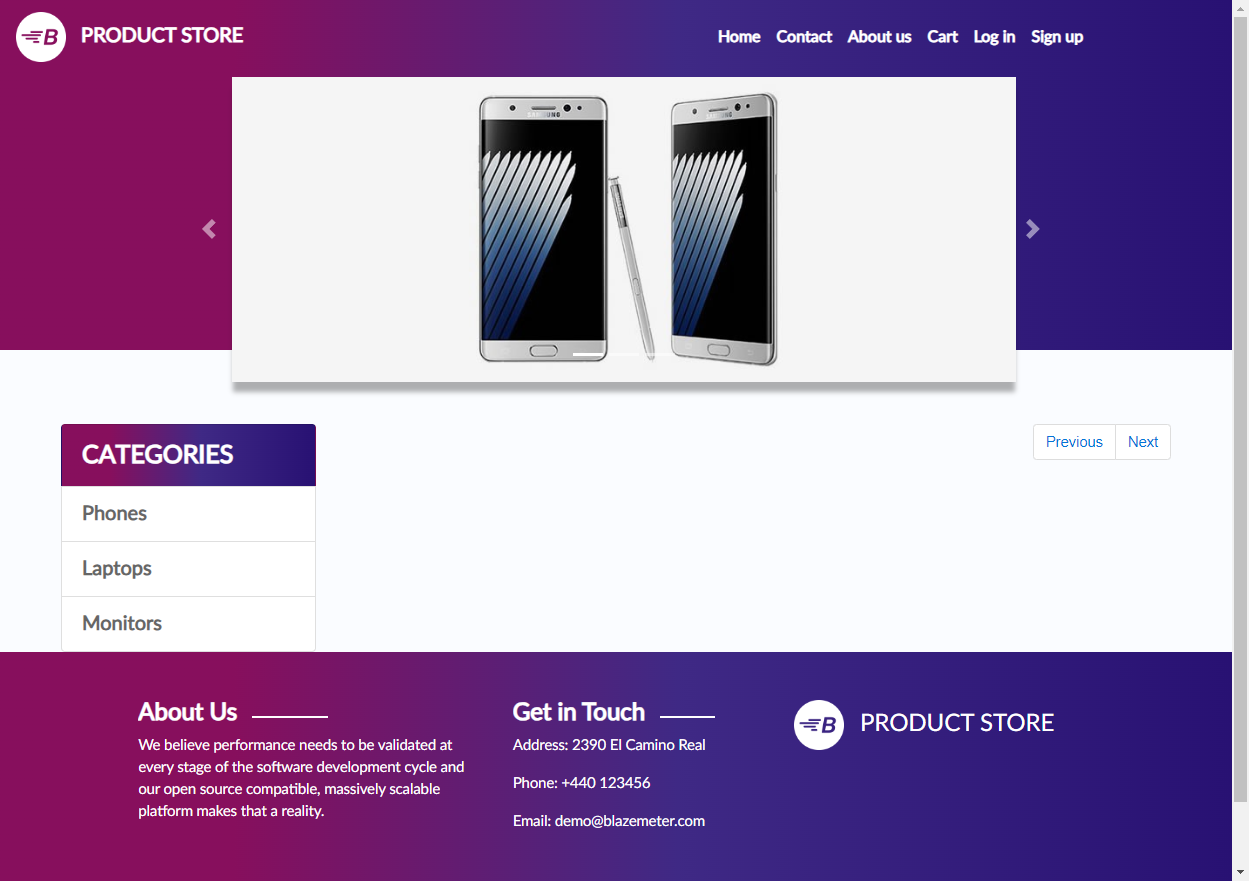 B PRODUCT STORE
Home Contact About us Cart Log in Sign up
SAMSUNG SAMSUNG
CATEGORIES
Previous Next
Phones
Laptops
Monitors
About Us
We believe performance needs to be validated at
every stage of the software development cycle and
our open source compatible, massively scalable
platform makes that a reality.
Get in Touch
Address: 2390 El Camino Real
Phone: +440 123456
Email: demo@blazemeter.com
B PRODUCT STORE